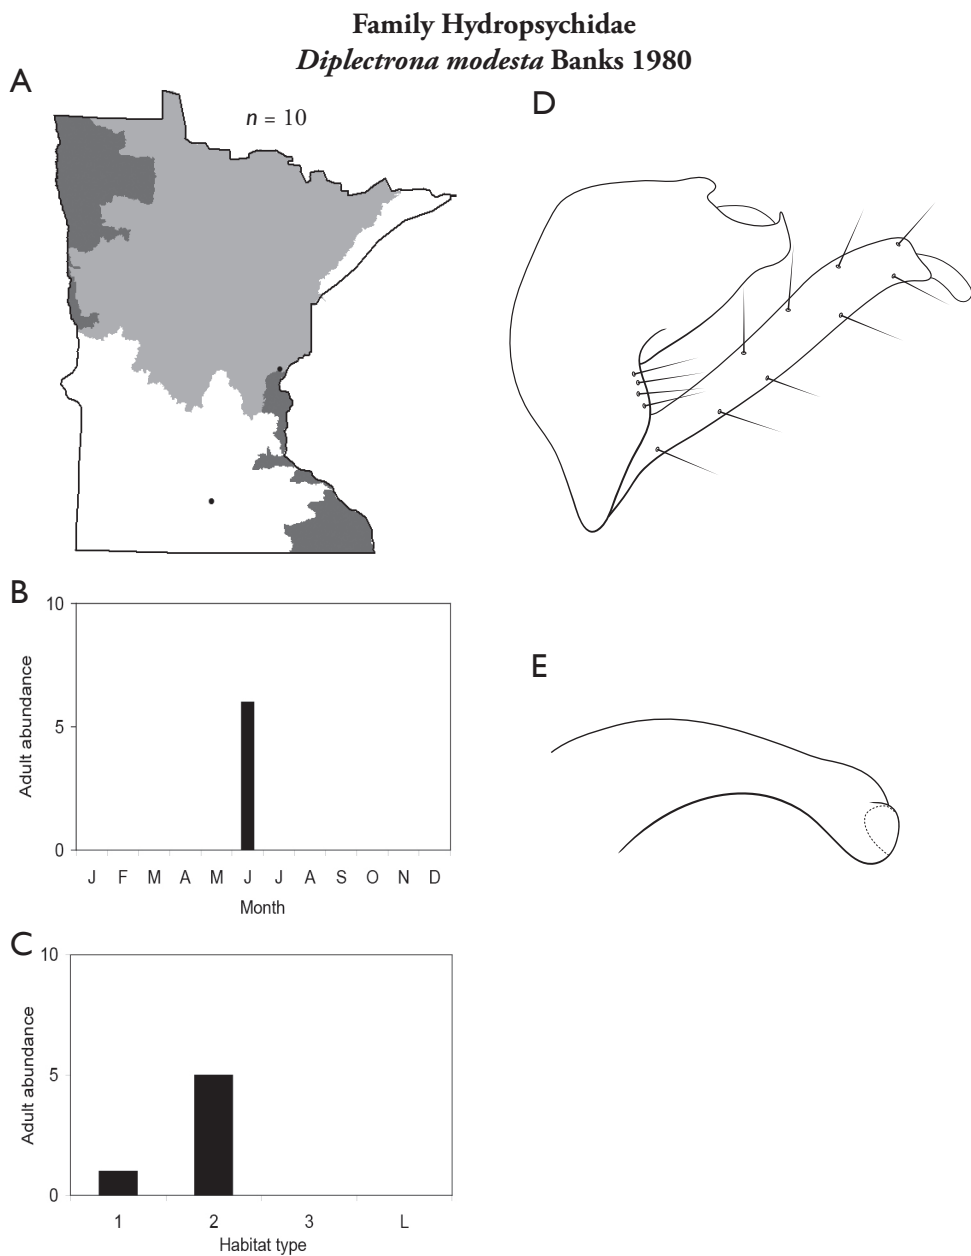 Family Hydropsychidae
Diplectrona modesta Banks 1980
A
n = 10
D
B
10
5
0
Adult abundance
J F M A M J J A S O N D
Month
E
C
10
5
0
Adult abundance
1 2 3 L
Habitat type